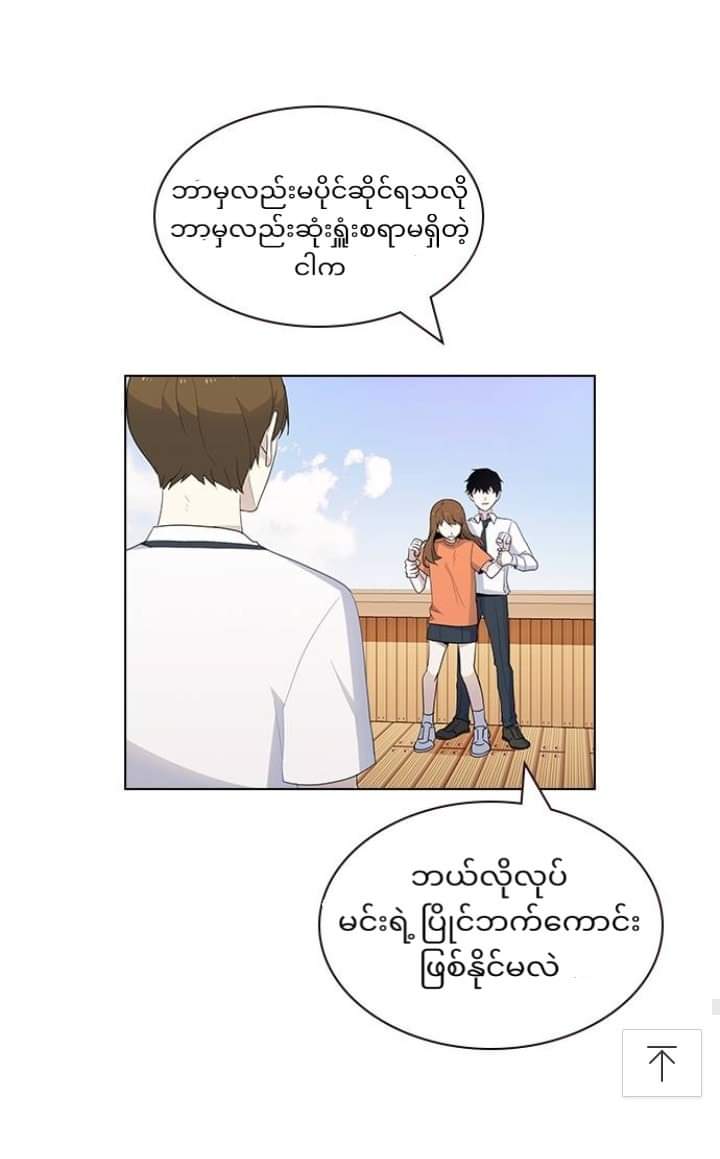 ဘာမှလည်းမပိုင်ဆိုင်ရသလို
ဘာမှလည်းဆုံးရှူံးစရာမရှိတဲ့
ငါက
ဘယ်လိုလုပ်
မင်းရဲ့ ပြိုင်ဘက်ကောင်း
ဖြစ်နိုင်မလဲ